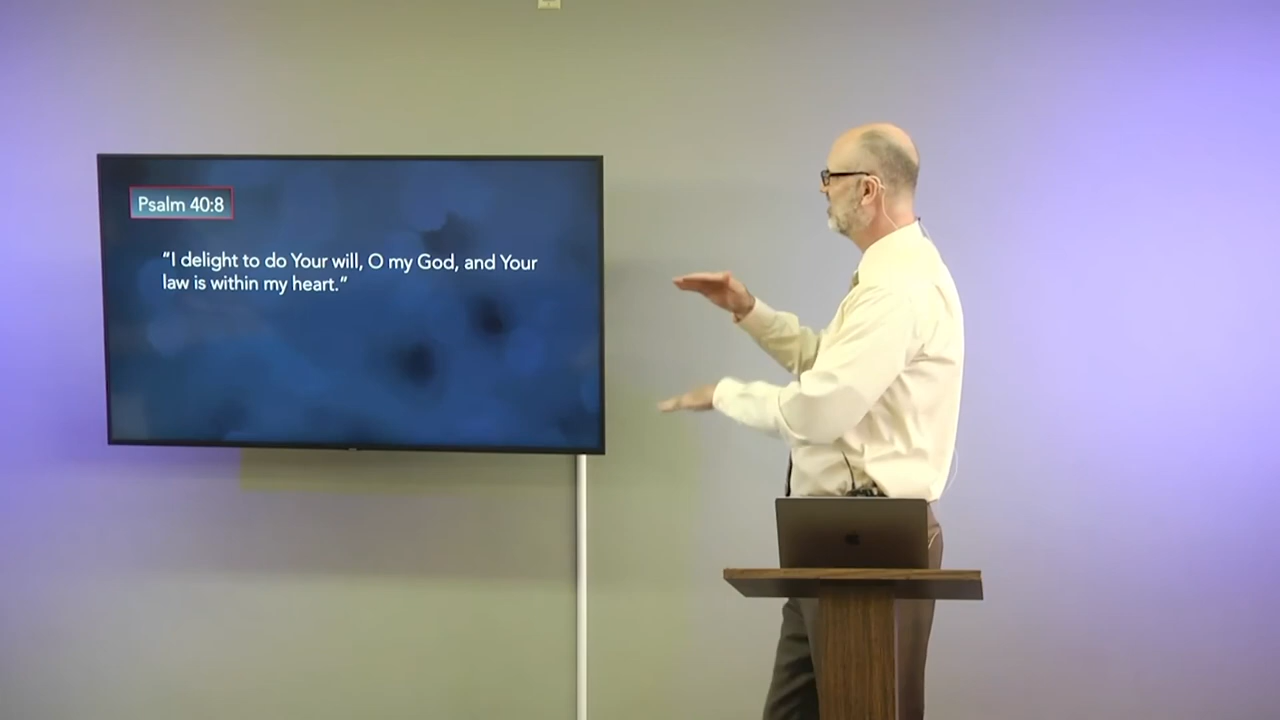 Psalm 40:8
“I delight to do Your will, O my God, and Your
law is within my heart.”